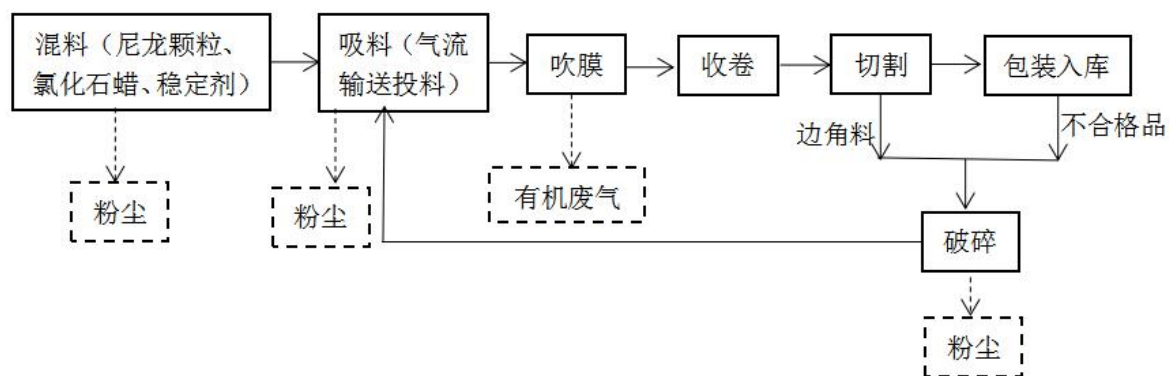 混料（尼龙颗粒、
氯化石蜡、稳定剂）
吸料（气流
输送投料）
吹膜
收卷
切割
包装入库
边角料
不合格品
粉尘
粉尘
有机废气
破碎
粉尘